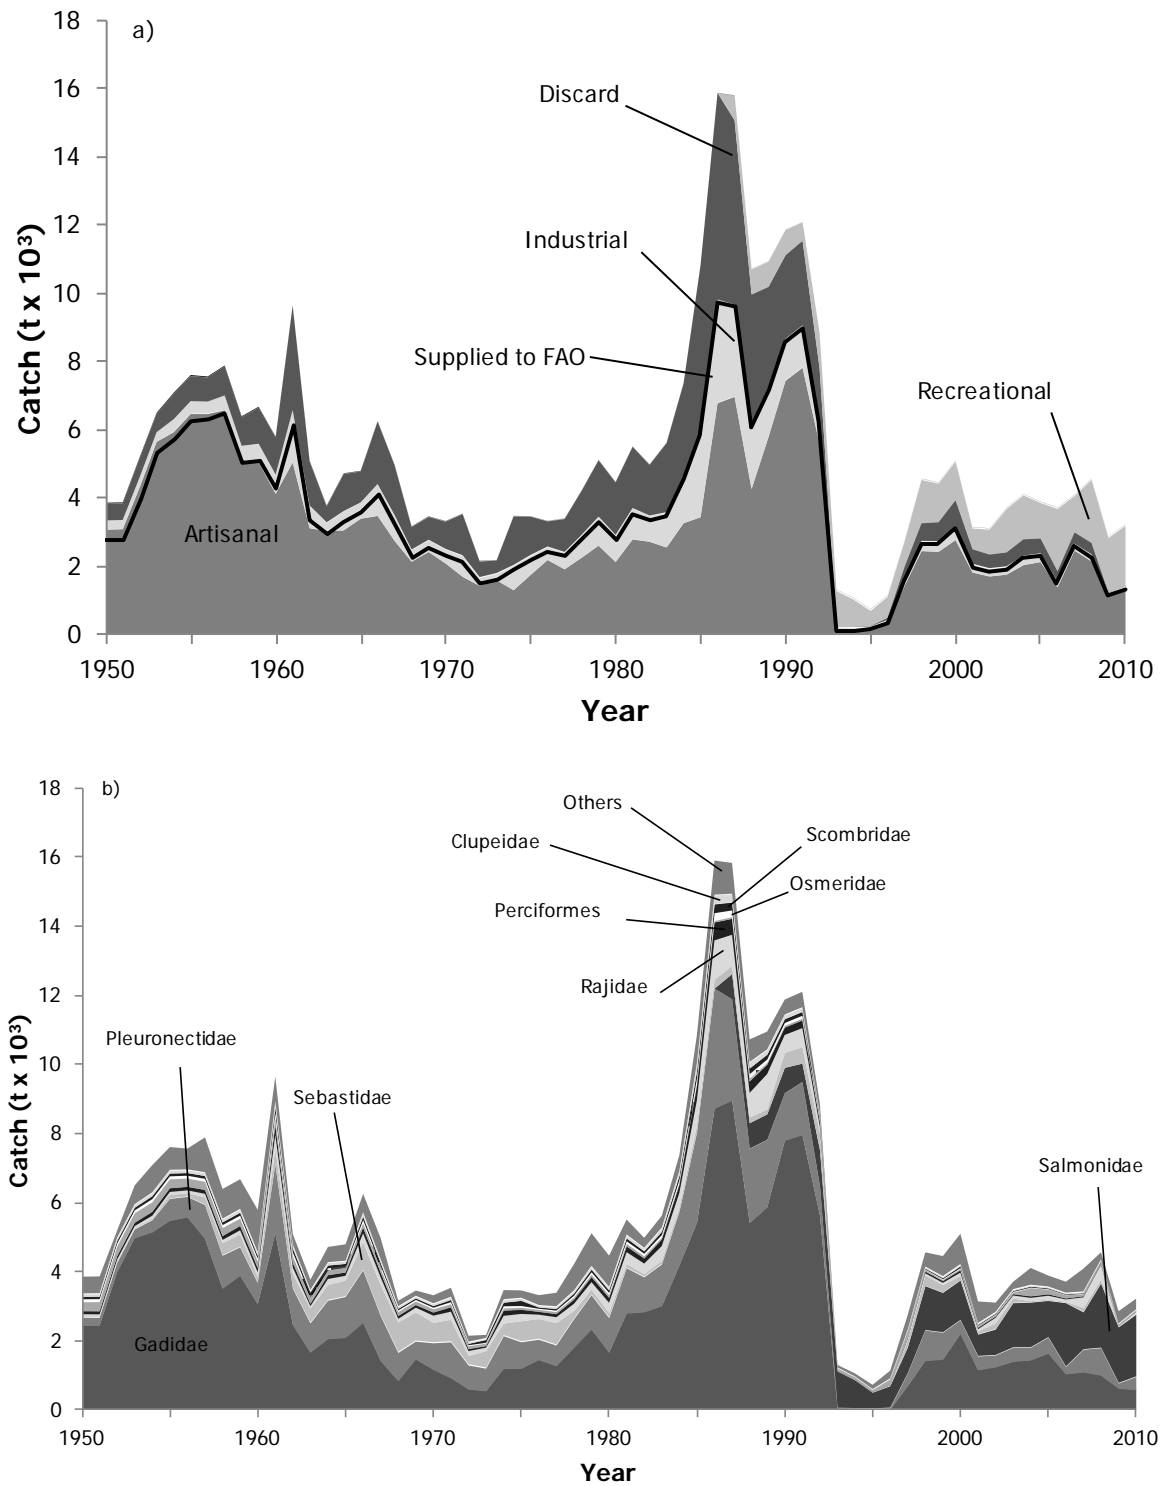 a)
18
16
14
12
10
8
6
4
2
0
Catch (t x 10³)
Discard
Industrial
Supplied to FAO
Recreational
Artisanal
1950 1960 1970 1980 1990 2000 2010
Year
b)
18
16
14
12
10
8
6
4
2
0
Catch (t x 10³)
Others
Clupeidae
Scombridae
Osmeridae
Perciformes
Rajidae
Pleuronectidae
Sebastidae
Salmonidae
Gadidae
1950 1960 1970 1980 1990 2000 2010
Year